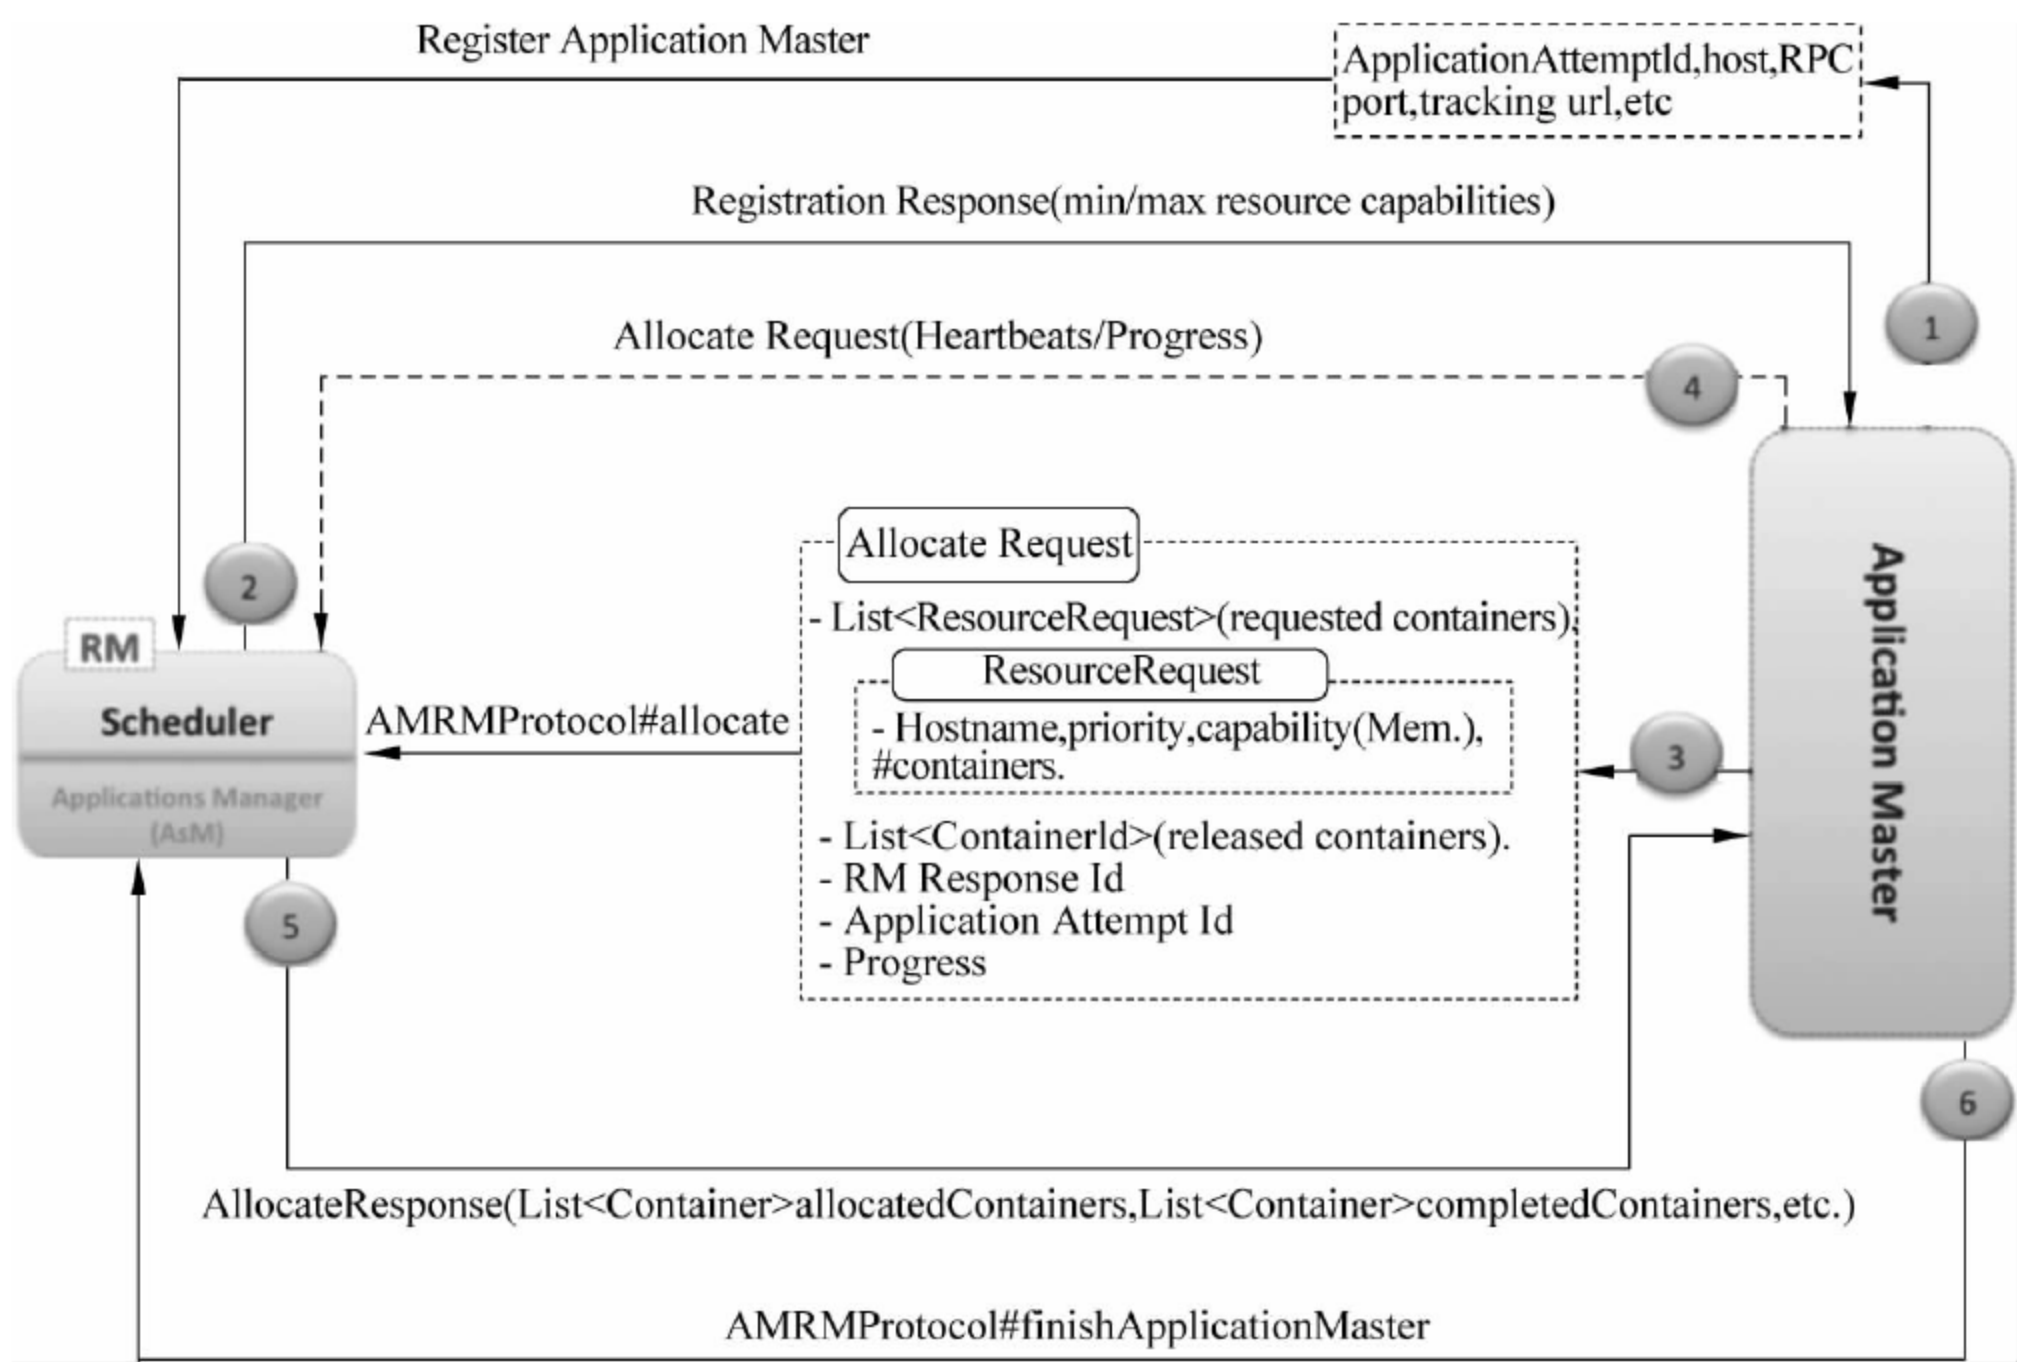 Register Application Master
ApplicationAttemptId,host,RPC
port,tracking url,etc
Registration Response(min/max resource capabilities)
1
Allocate Request(Heartbeats/Progress)
4
Allocate Request
2
- List<ResourceRequest>(requested containers).
RM
ResourceRequest
Scheduler
AMRMProtocol#allocate
- Hostname,priority,capability(Mem.),
#containers.
3
Application Master
Applications Manager
(AsM)
- List<ContainerId>(released containers).
- RM Response Id
- Application Attempt Id
- Progress
5
6
AllocateResponse(List<Container>allocatedContainers,List<Container>completedContainers,etc.)
AMRMProtocol#finishApplicationMaster